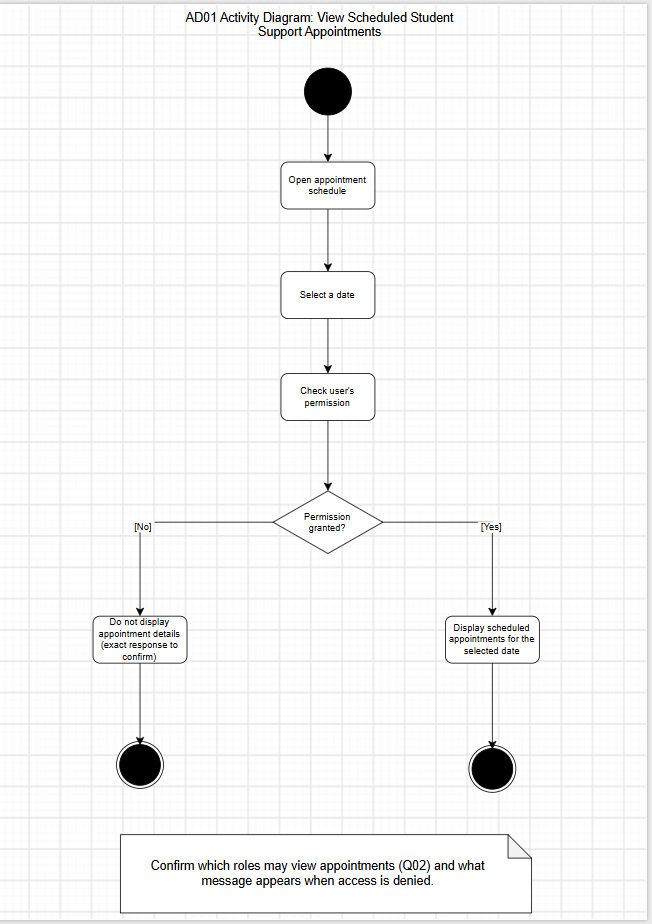 AD01 Activity Diagram: View Scheduled Student
Support Appointments
Open appointment
schedule
Select a date
Check user's
permission
Permission
granted?
[No]
[Yes]
Do not display
appointment details
(exact response to
confirm)
Display scheduled
appointments for the
selected date
Confirm which roles may view appointments (Q02) and what
message appears when access is denied.